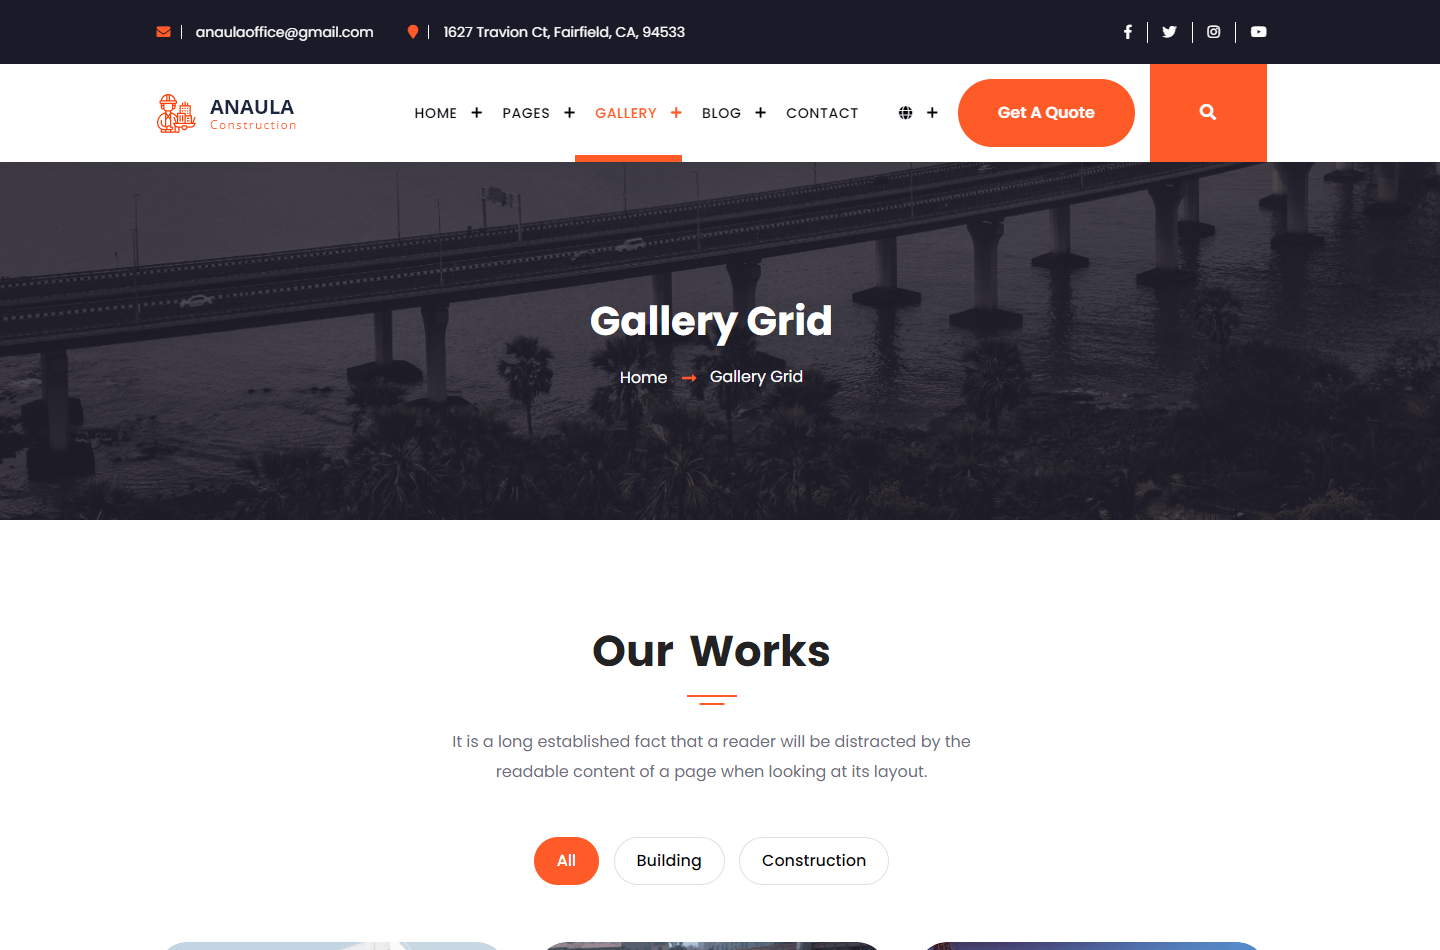 anaulaoffice@gmail.com
1627 Travion Ct, Fairfield, CA, 94533
ANAULA
Construction
HOME + PAGES + GALLERY + BLOG + CONTACT +
Get A Quote
Gallery Grid
Home → Gallery Grid
Our Works
It is a long established fact that a reader will be distracted by the
readable content of a page when looking at its layout.
All Building Construction